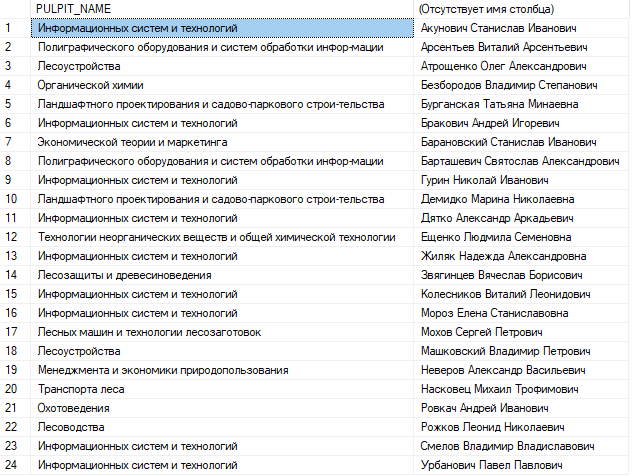 PULPIT_NAME (Отсутствует имя столбца)
1 Информационных систем и технологий Акунович Станислав Иванович
2 Полиграфического оборудования и систем обработки инфор-мации Арсентьев Виталий Арсентьевич
3 Лесоустройства Атрощенко Олег Александрович
4 Органической химии Безбородов Владимир Степанович
5 Ландшафтного проектирования и садово-паркового строи-тельства Бурганская Татьяна Минаевна
6 Информационных систем и технологий Бракович Андрей Игоревич
7 Экономической теории и маркетинга Барановский Станислав Иванович
8 Полиграфического оборудования и систем обработки инфор-мации Барташевич Святослав Александрович
9 Информационных систем и технологий Гурин Николай Иванович
10 Ландшафтного проектирования и садово-паркового строи-тельства Демидко Марина Николаевна
11 Информационных систем и технологий Дятко Александр Аркадьевич
12 Технологии неорганических веществ и общей химической технологии Ещенко Людмила Семеновна
13 Информационных систем и технологий Жиляк Надежда Александровна
14 Лесозащиты и древесиноведения Звягинцев Вячеслав Борисович
15 Информационных систем и технологий Колесников Виталий Леонидович
16 Информационных систем и технологий Мороз Елена Станиславовна
17 Лесных машин и технологии лесозаготовок Мохов Сергей Петрович
18 Лесоустройства Машковский Владимир Петрович
19 Менеджмента и экономики природопользования Неверов Александр Васильевич
20 Транспорта леса Насковец Михаил Трофимович
21 Охотоведения Ровкач Андрей Иванович
22 Лесоводства Рожков Леонид Николаевич
23 Информационных систем и технологий Смелов Владимир Владиславович
24 Информационных систем и технологий Урбанович Павел Павлович